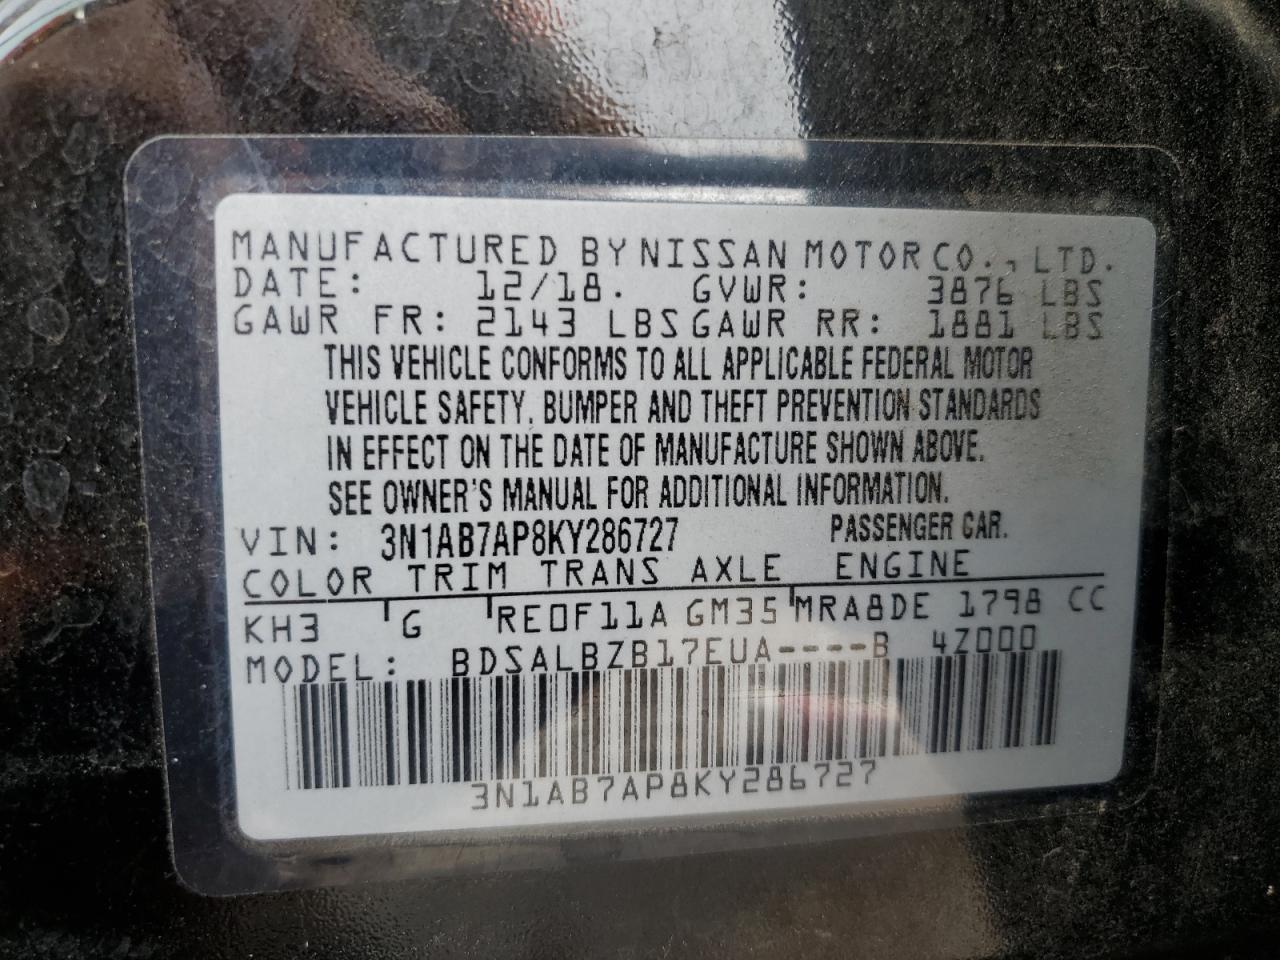 MANUFACTURED BY NISSAN MOTOR CO., LTD.
DATE: 12/18. GVWR: 3876 LBS
GAWR FR: 2143 LBS GAWR RR: 1881 LBS
THIS VEHICLE CONFORMS TO ALL APPLICABLE FEDERAL MOTOR
VEHICLE SAFETY, BUMPER AND THEFT PREVENTION STANDARDS
IN EFFECT ON THE DATE OF MANUFACTURE SHOWN ABOVE.
SEE OWNER'S MANUAL FOR ADDITIONAL INFORMATION.
VIN: 3N1AB7AP8KY286727 PASSENGER CAR.
COLOR TRIM TRANS AXLE ENGINE
KH3 G RE0F11A GM35 MRA8DE 1798 CC
MODEL: BDSALBZB17EUA----B 4Z000
3N1AB7AP8KY286727